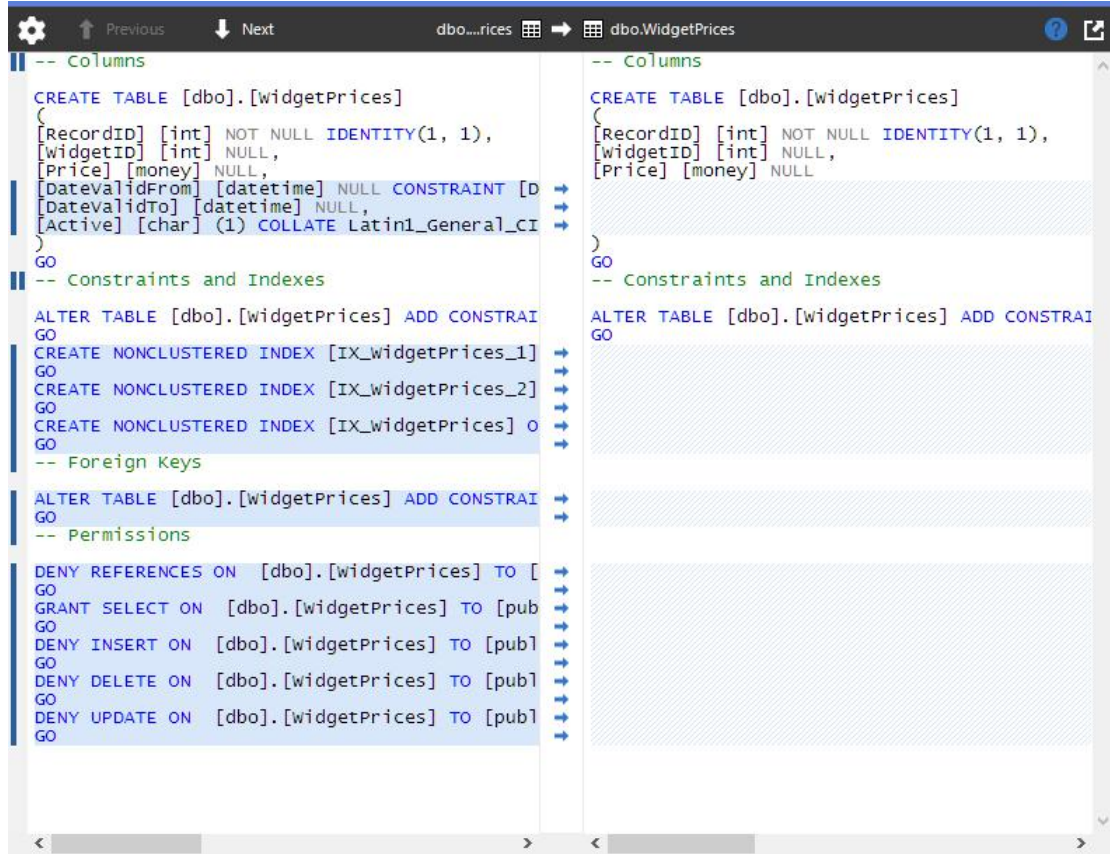 Previous Next dbo....rices dbo.WidgetPrices
-- Columns
CREATE TABLE [dbo].[WidgetPrices]
(
[RecordID] [int] NOT NULL IDENTITY(1, 1),
[WidgetID] [int] NULL,
[Price] [money] NULL,
[DateValidFrom] [datetime] NULL CONSTRAINT [D
[DateValidTo] [datetime] NULL,
[Active] [char] (1) COLLATE Latin1_General_CI
)
GO
-- Constraints and Indexes
ALTER TABLE [dbo].[WidgetPrices] ADD CONSTRAI
GO
CREATE NONCLUSTERED INDEX [IX_WidgetPrices_1]
GO
CREATE NONCLUSTERED INDEX [IX_WidgetPrices_2]
GO
CREATE NONCLUSTERED INDEX [IX_WidgetPrices] O
GO
-- Foreign Keys
ALTER TABLE [dbo].[WidgetPrices] ADD CONSTRAI
GO
-- Permissions
DENY REFERENCES ON  [dbo].[WidgetPrices] TO [
GO
GRANT SELECT ON  [dbo].[WidgetPrices] TO [pub
GO
DENY INSERT ON  [dbo].[WidgetPrices] TO [publ
GO
DENY DELETE ON  [dbo].[WidgetPrices] TO [publ
GO
DENY UPDATE ON  [dbo].[WidgetPrices] TO [publ
GO
-- Columns
CREATE TABLE [dbo].[WidgetPrices]
(
[RecordID] [int] NOT NULL IDENTITY(1, 1),
[WidgetID] [int] NULL,
[Price] [money] NULL
)
GO
-- Constraints and Indexes
ALTER TABLE [dbo].[WidgetPrices] ADD CONSTRAI
GO